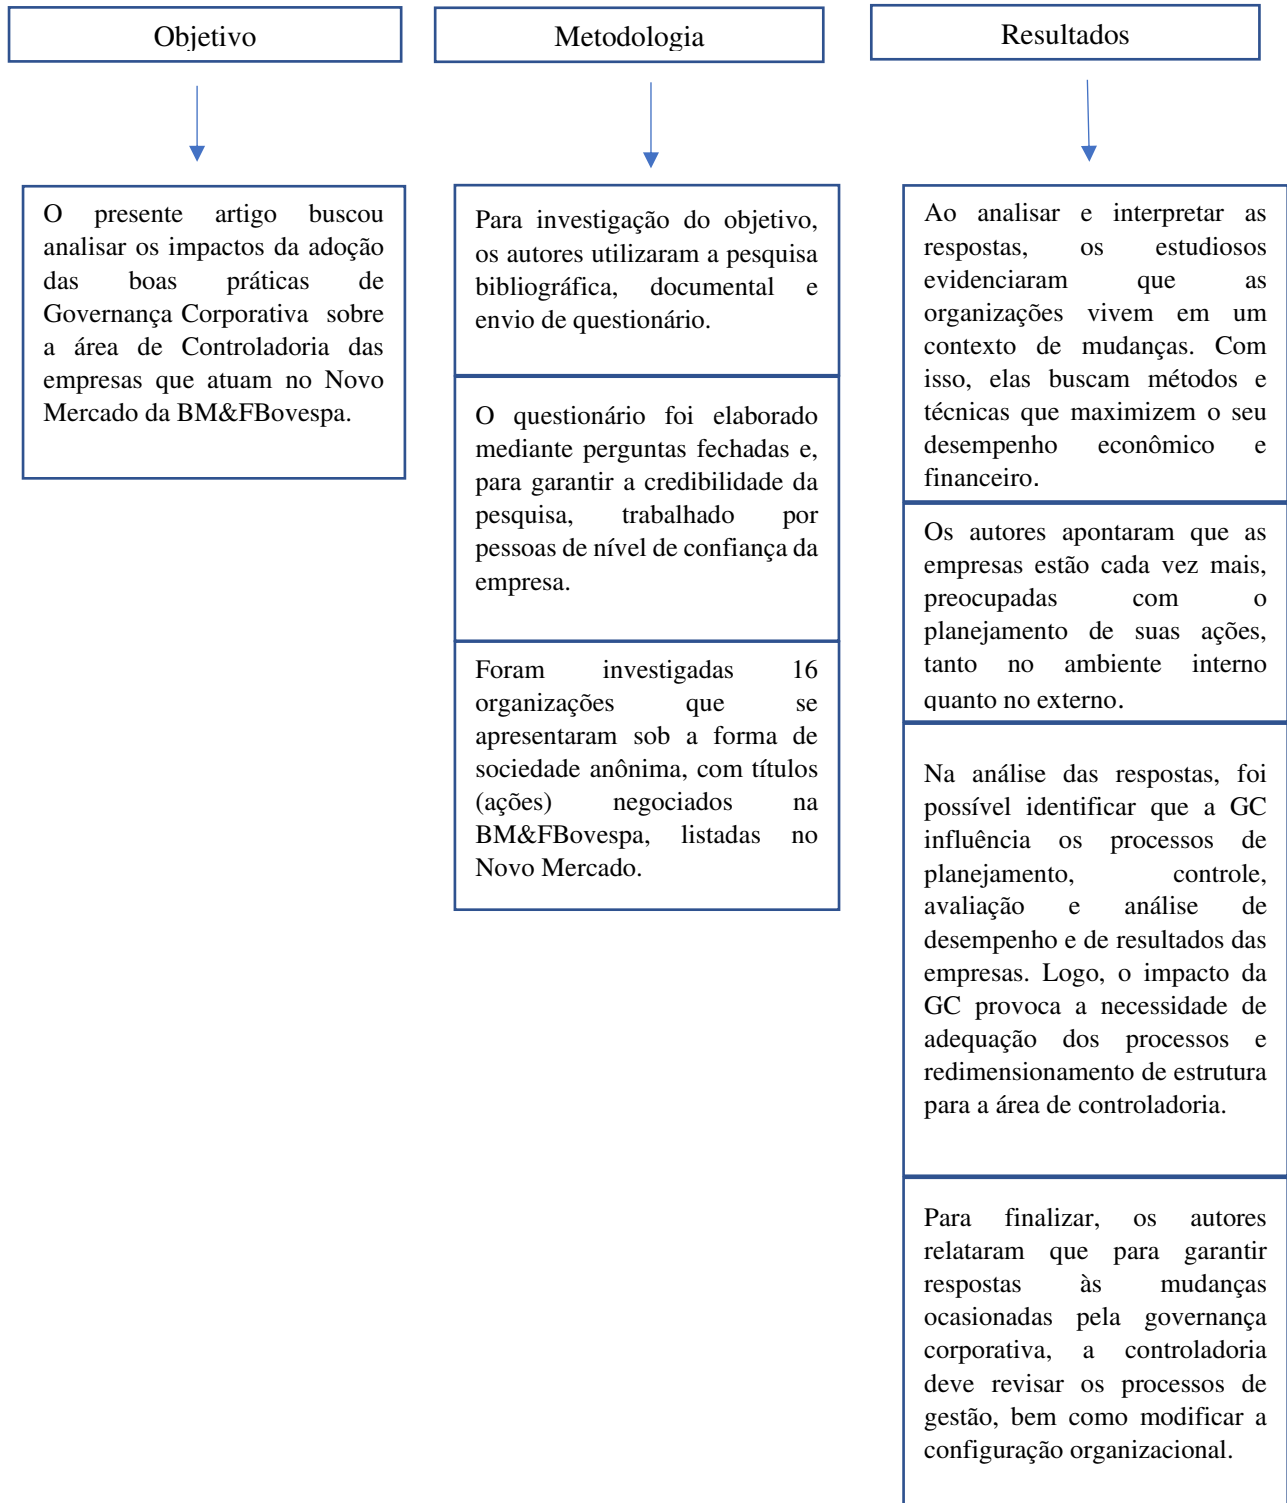 Objetivo
O presente artigo buscou
analisar os impactos da adoção
das boas práticas de
Governança Corporativa sobre
a área de Controladoria das
empresas que atuam no Novo
Mercado da BM&FBovespa.
Metodologia
Para investigação do objetivo,
os autores utilizaram a pesquisa
bibliográfica, documental e
envio de questionário.
O questionário foi elaborado
mediante perguntas fechadas e,
para garantir a credibilidade da
pesquisa, trabalhado por
pessoas de nível de confiança da
empresa.
Foram investigadas 16
organizações que se
apresentaram sob a forma de
sociedade anônima, com títulos
(ações) negociados na
BM&FBovespa, listadas no
Novo Mercado.
Resultados
Ao analisar e interpretar as
respostas, os estudiosos
evidenciaram que as
organizações vivem em um
contexto de mudanças. Com
isso, elas buscam métodos e
técnicas que maximizem o seu
desempenho econômico e
financeiro.
Os autores apontaram que as
empresas estão cada vez mais,
preocupadas com o
planejamento de suas ações,
tanto no ambiente interno
quanto no externo.
Na análise das respostas, foi
possível identificar que a GC
influência os processos de
planejamento, controle,
avaliação e análise de
desempenho e de resultados das
empresas. Logo, o impacto da
GC provoca a necessidade de
adequação dos processos e
redimensionamento de estrutura
para a área de controladoria.
Para finalizar, os autores
relataram que para garantir
respostas às mudanças
ocasionadas pela governança
corporativa, a controladoria
deve revisar os processos de
gestão, bem como modificar a
configuração organizacional.